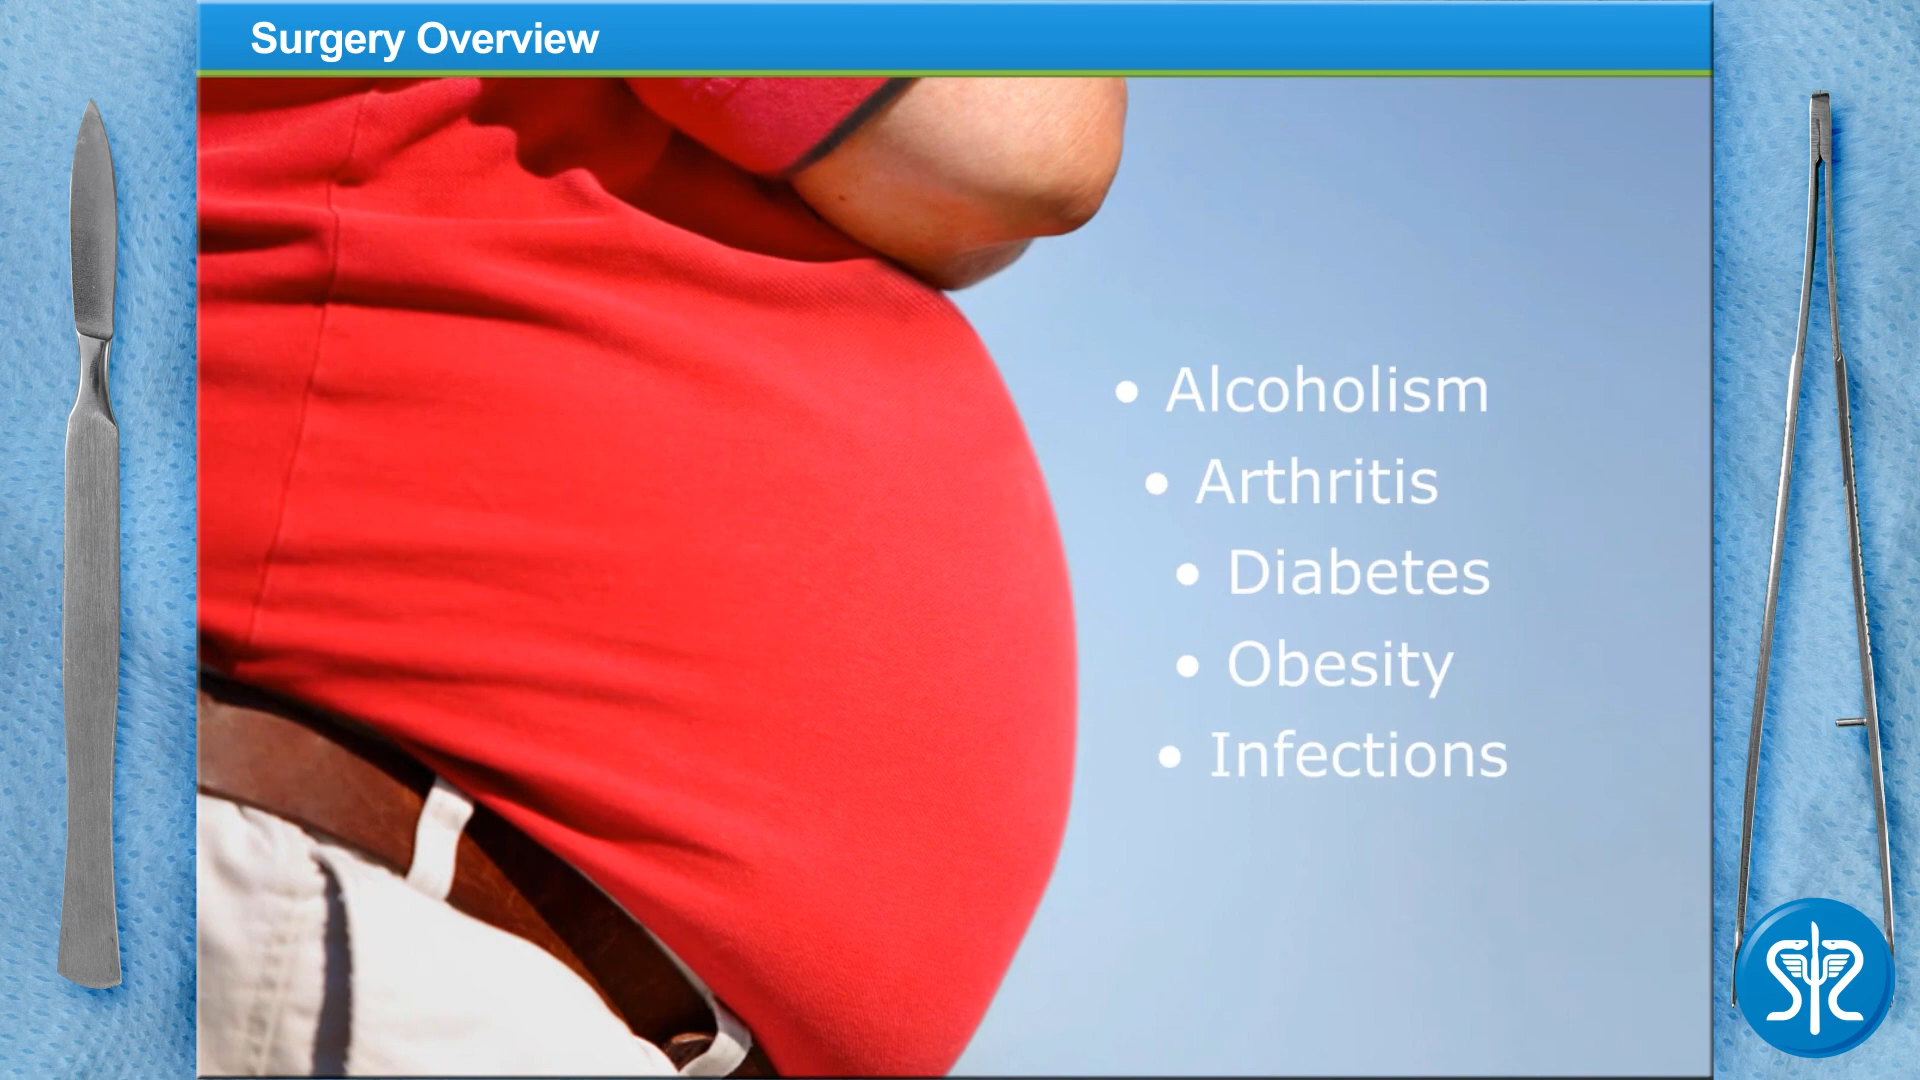 Surgery Overview
• Alcoholism
• Arthritis
• Diabetes
• Obesity
• Infections